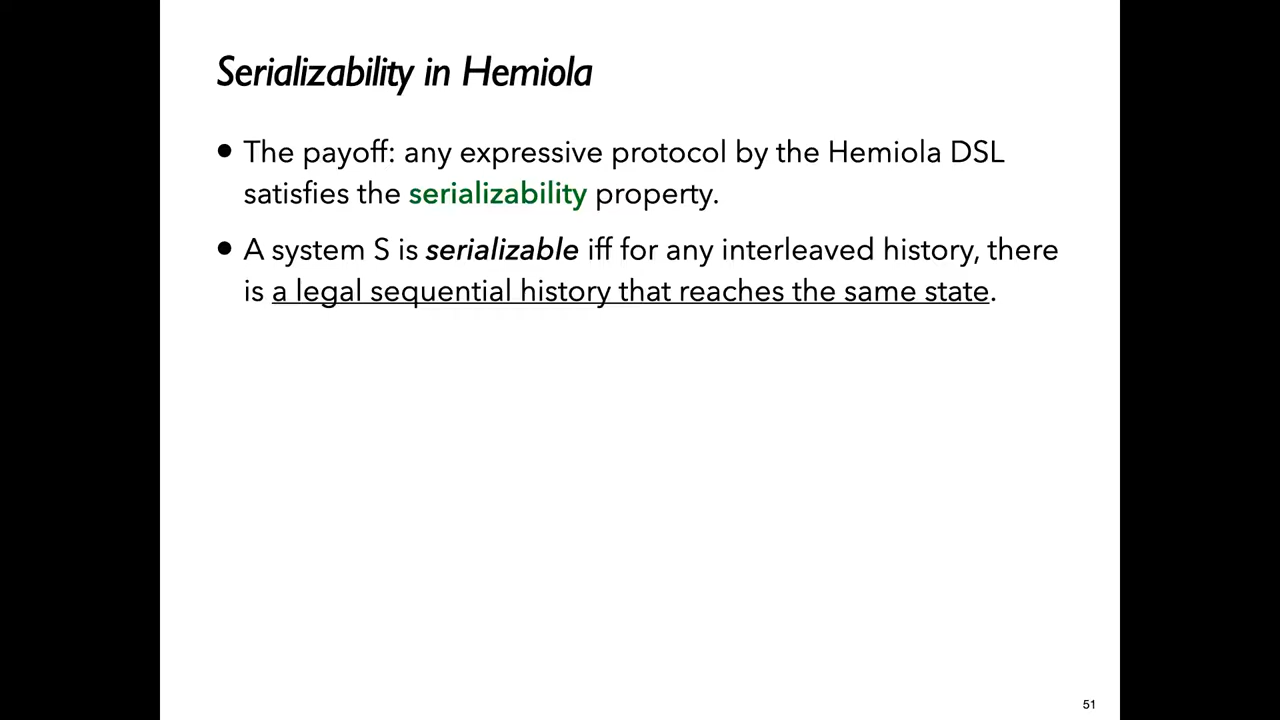 Serializability in Hemiola
• The payoff: any expressive protocol by the Hemiola DSL
satisfies the serializability property.
• A system S is serializable iff for any interleaved history, there
is a legal sequential history that reaches the same state.
51